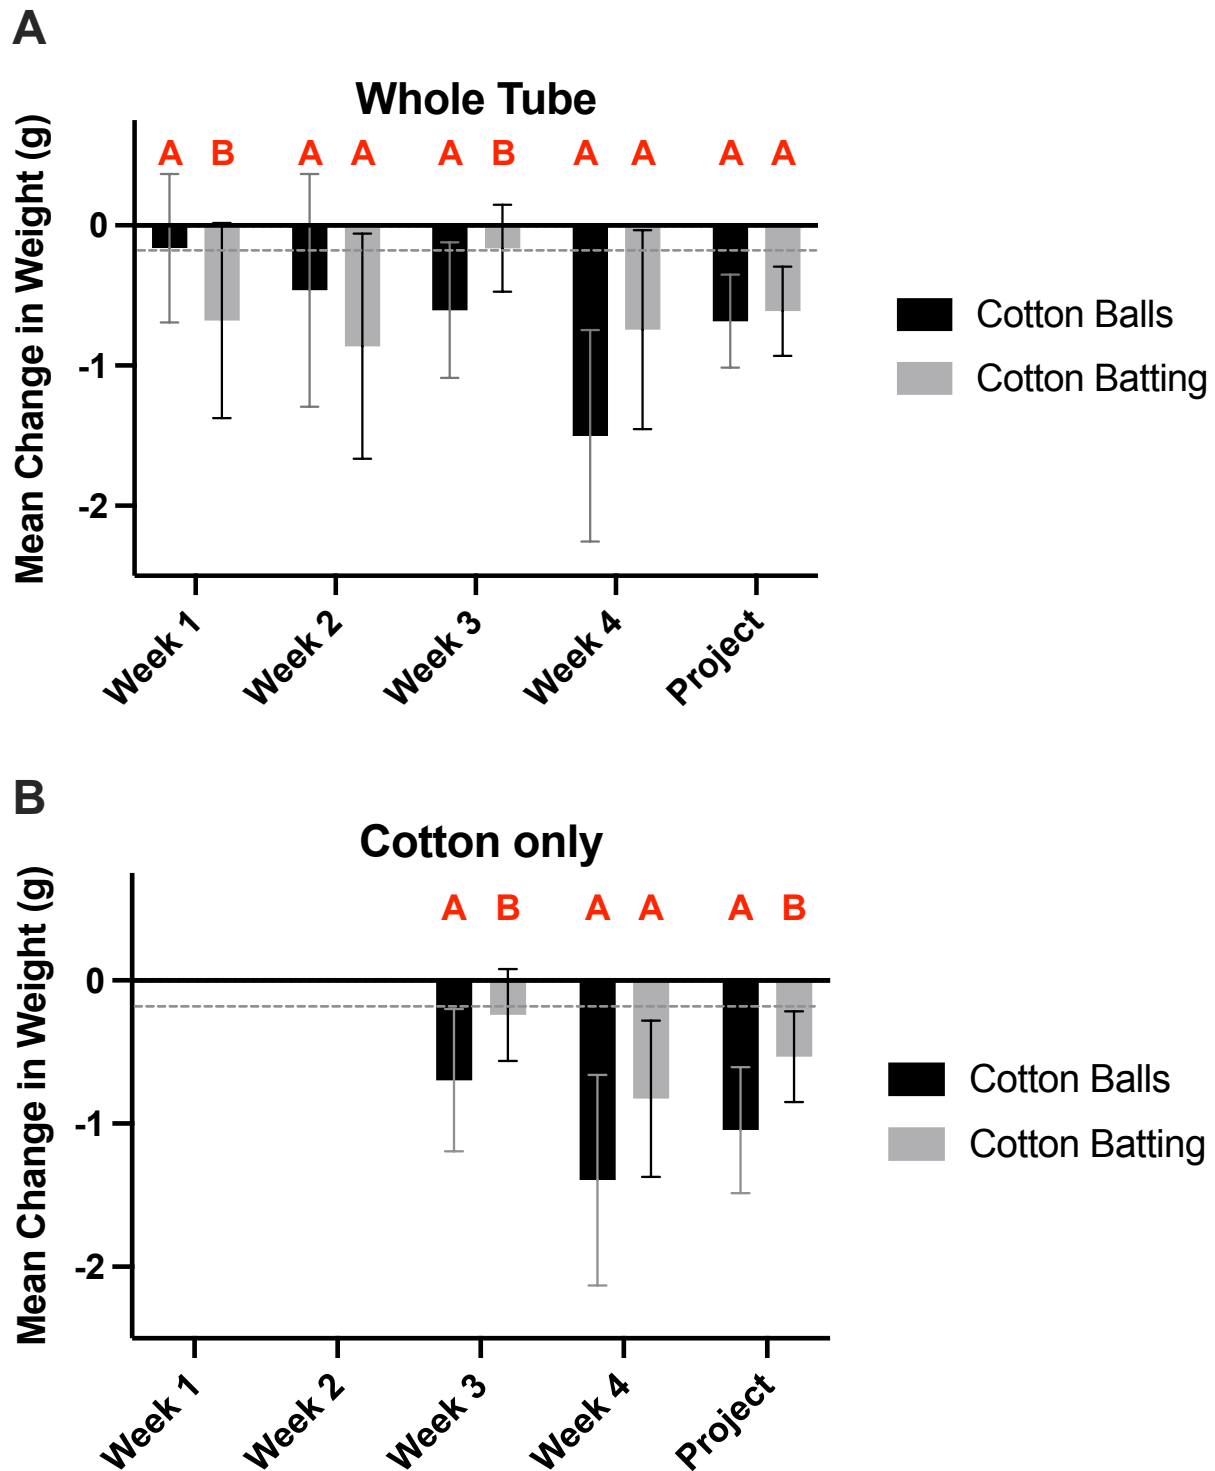 A
Whole Tube
Mean Change in Weight (g)
A B A A A B A A A A
0
-1
-2
Week 1
Week 2
Week 3
Week 4
Project
Cotton Balls
Cotton Batting
B
Cotton only
Mean Change in Weight (g)
A B A A A B
0
-1
-2
Week 1
Week 2
Week 3
Week 4
Project
Cotton Balls
Cotton Batting